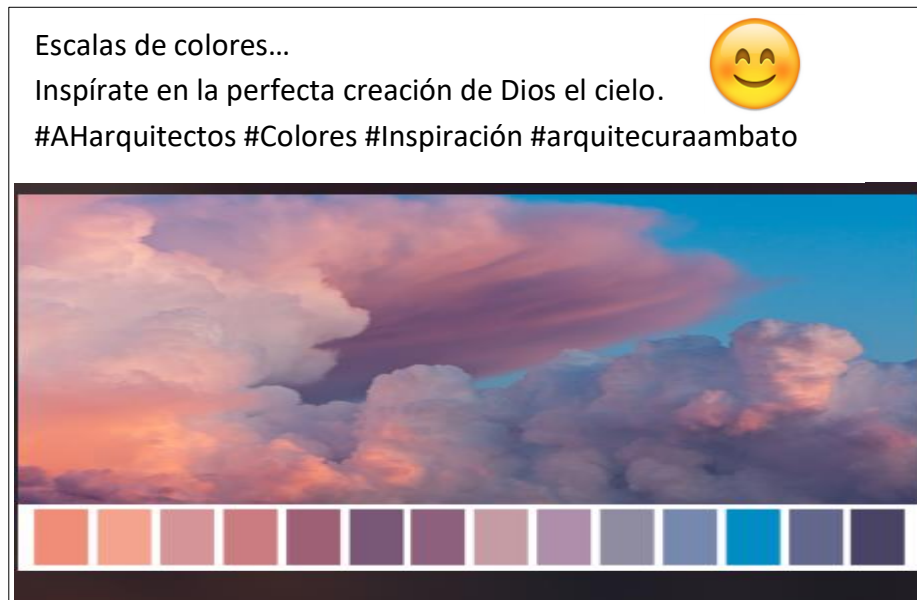 Escalas de colores…
Inspírate en la perfecta creación de Dios el cielo.
#AHarquitectos #Colores #Inspiración #arquitecuraambato